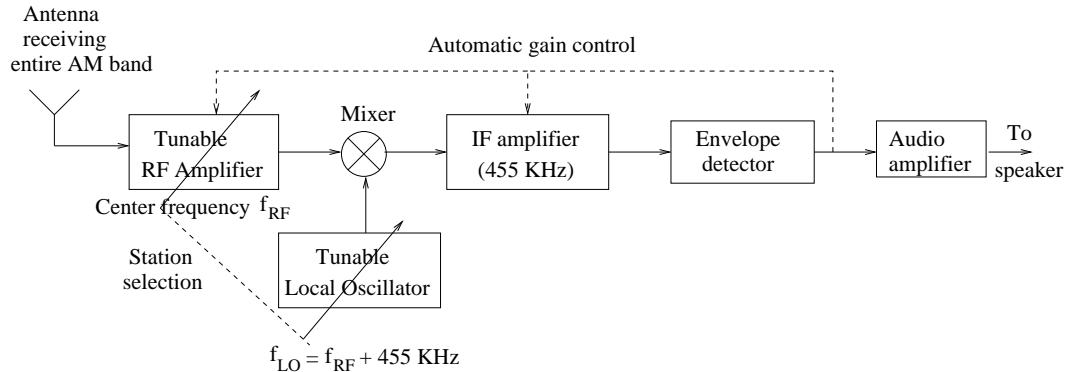 Antenna
receiving
entire AM band
Automatic gain control
Mixer
Tunable
RF Amplifier
IF amplifier
(455 KHz)
Envelope
detector
Audio
amplifier
To
speaker
Center frequency f_RF
Station
selection
Tunable
Local Oscillator
f_LO = f_RF + 455 KHz